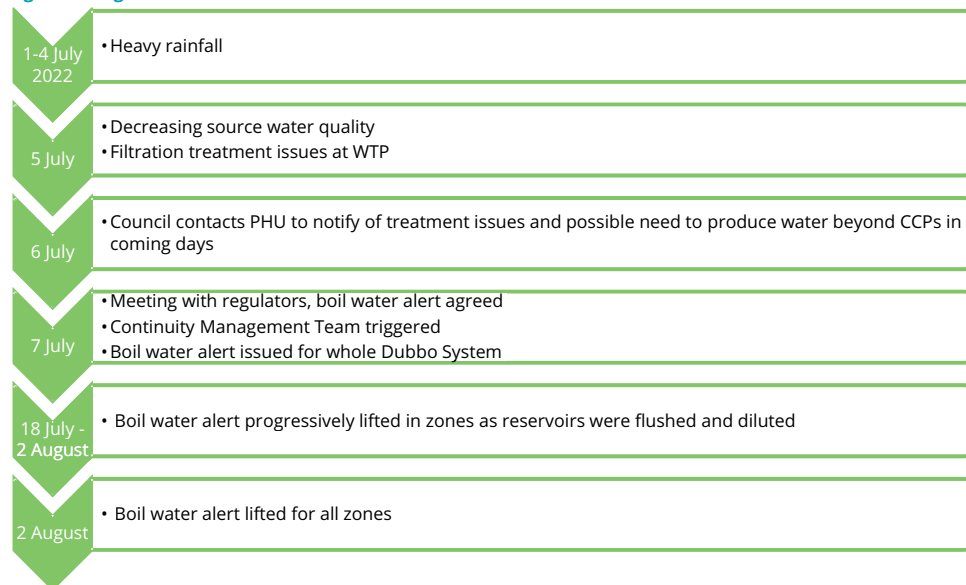 1-4 July
2022
•Heavy rainfall
5 July
•Decreasing source water quality
•Filtration treatment issues at WTP
6 July
•Council contacts PHU to notify of treatment issues and possible need to produce water beyond CCPs in
coming days
7 July
•Meeting with regulators, boil water alert agreed
•Continuity Management Team triggered
•Boil water alert issued for whole Dubbo System
18 July -
2 August
• Boil water alert progressively lifted in zones as reservoirs were flushed and diluted
2 August
• Boil water alert lifted for all zones